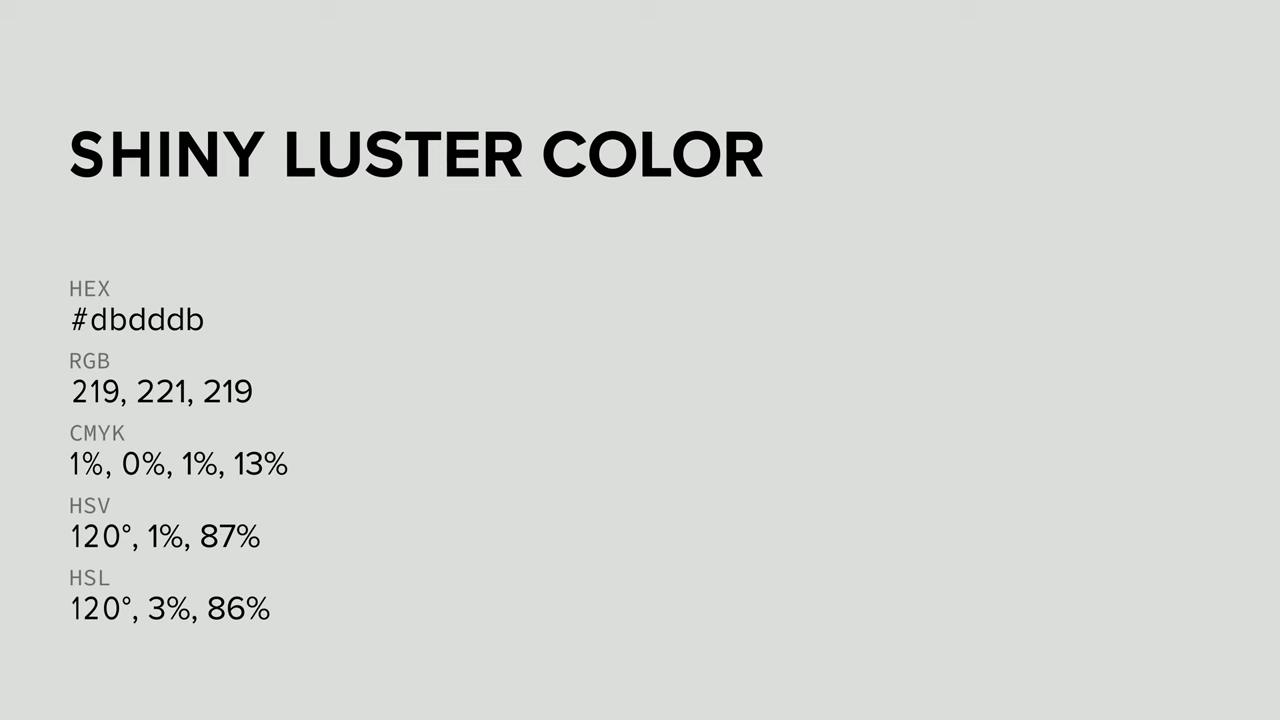 SHINY LUSTER COLOR
HEX
#dbdddb
RGB
219, 221, 219
CMYK
1%, 0%, 1%, 13%
HSV
120°, 1%, 87%
HSL
120°, 3%, 86%